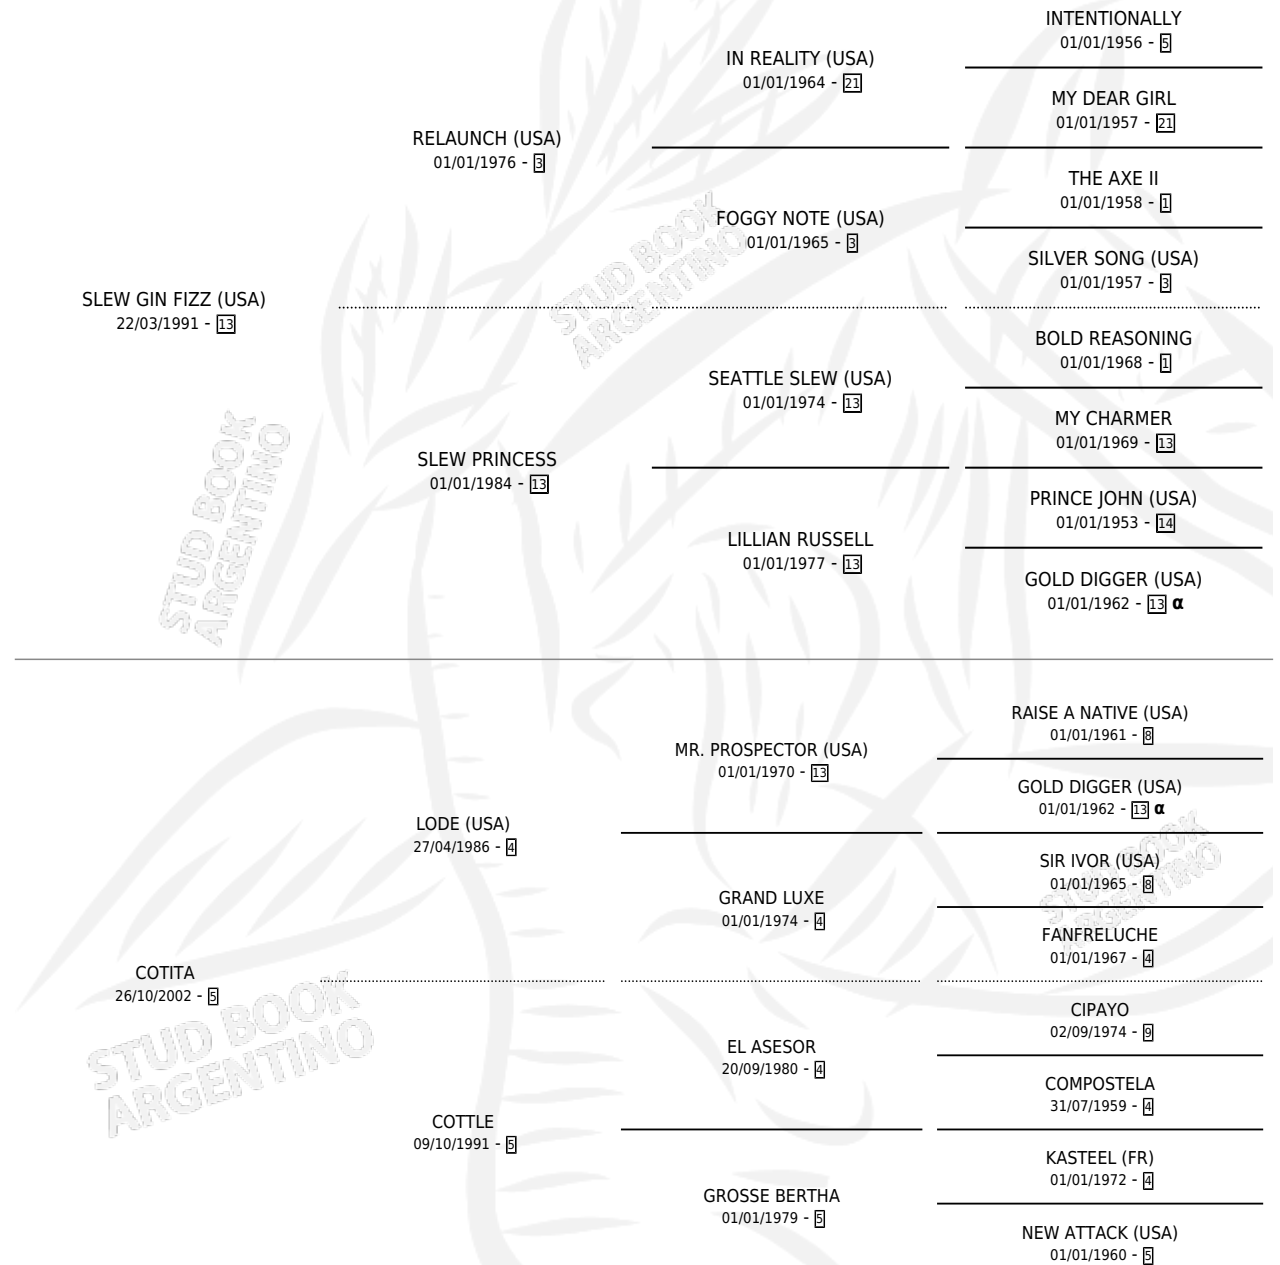 INTENTIONALLY
01/01/1956 - 5
IN REALITY (USA)
01/01/1964 - 21
MY DEAR GIRL
01/01/1957 - 21
RELAUNCH (USA)
01/01/1976 - 3
THE AXE II
01/01/1958 - 1
FOGGY NOTE (USA)
01/01/1965 - 3
SILVER SONG (USA)
01/01/1957 - 3
SLEW GIN FIZZ (USA)
22/03/1991 - 13
BOLD REASONING
01/01/1968 - 1
SEATTLE SLEW (USA)
01/01/1974 - 13
MY CHARMER
01/01/1969 - 13
SLEW PRINCESS
01/01/1984 - 13
PRINCE JOHN (USA)
01/01/1953 - 14
LILLIAN RUSSELL
01/01/1977 - 13
GOLD DIGGER (USA)
01/01/1962 - 13 α
RAISE A NATIVE (USA)
01/01/1961 - 8
MR. PROSPECTOR (USA)
01/01/1970 - 13
GOLD DIGGER (USA)
01/01/1962 - 13 α
LODE (USA)
27/04/1986 - 4
SIR IVOR (USA)
01/01/1965 - 8
GRAND LUXE
01/01/1974 - 4
FANFRELUCHE
01/01/1967 - 4
COTITA
26/10/2002 - 5
CIPAYO
02/09/1974 - 9
EL ASESOR
20/09/1980 - 4
COMPOSTELA
31/07/1959 - 4
COTTLE
09/10/1991 - 5
KASTEEL (FR)
01/01/1972 - 4
GROSSE BERTHA
01/01/1979 - 5
NEW ATTACK (USA)
01/01/1960 - 5
STUD BOOK
ARGENTINO
STUD BOOK
ARGENTINO
STUD BOOK
ARGENTINO
STUD BOOK
ARGENTINO